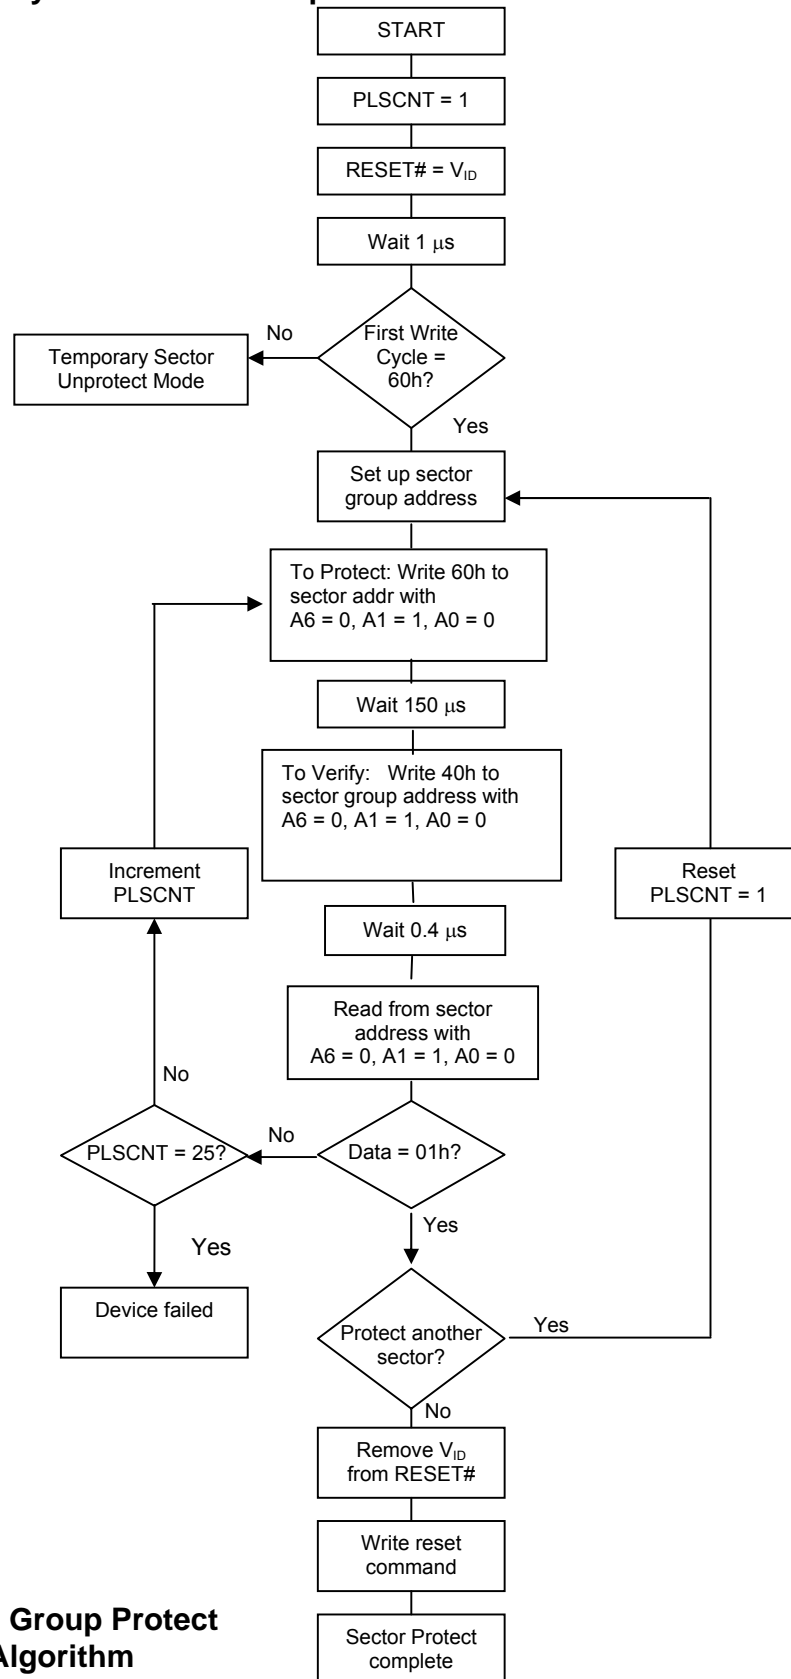 START
PLSCNT = 1
RESET# = VID
Wait 1 μs
First Write
Cycle =
60h?
No
Temporary Sector
Unprotect Mode
Yes
Set up sector
group address
To Protect: Write 60h to
sector addr with
A6 = 0, A1 = 1, A0 = 0
Wait 150 μs
To Verify: Write 40h to
sector group address with
A6 = 0, A1 = 1, A0 = 0
Increment
PLSCNT
Reset
PLSCNT = 1
Wait 0.4 μs
Read from sector
address with
A6 = 0, A1 = 1, A0 = 0
No
PLSCNT = 25?
No
Data = 01h?
Yes
Yes
Device failed
Protect another
sector?
Yes
No
Remove VID
from RESET#
Write reset
command
Sector Protect
complete
Group Protect
Algorithm